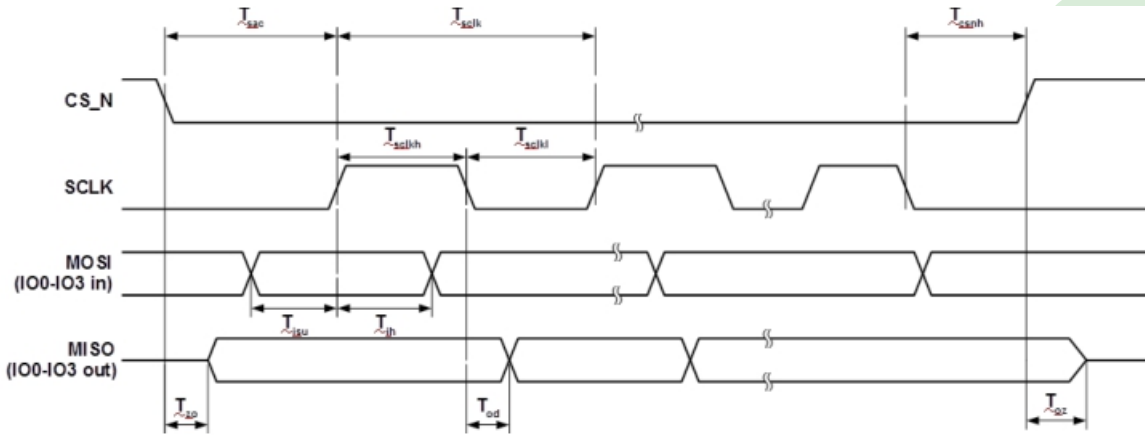 Tsac Tsclk Tcsnh
CS_N
Tsclkh Tsclkl
SCLK
MOSI
(IO0-IO3 in)
Tisu Tih
MISO
(IO0-IO3 out)
Tzo Tod Toz